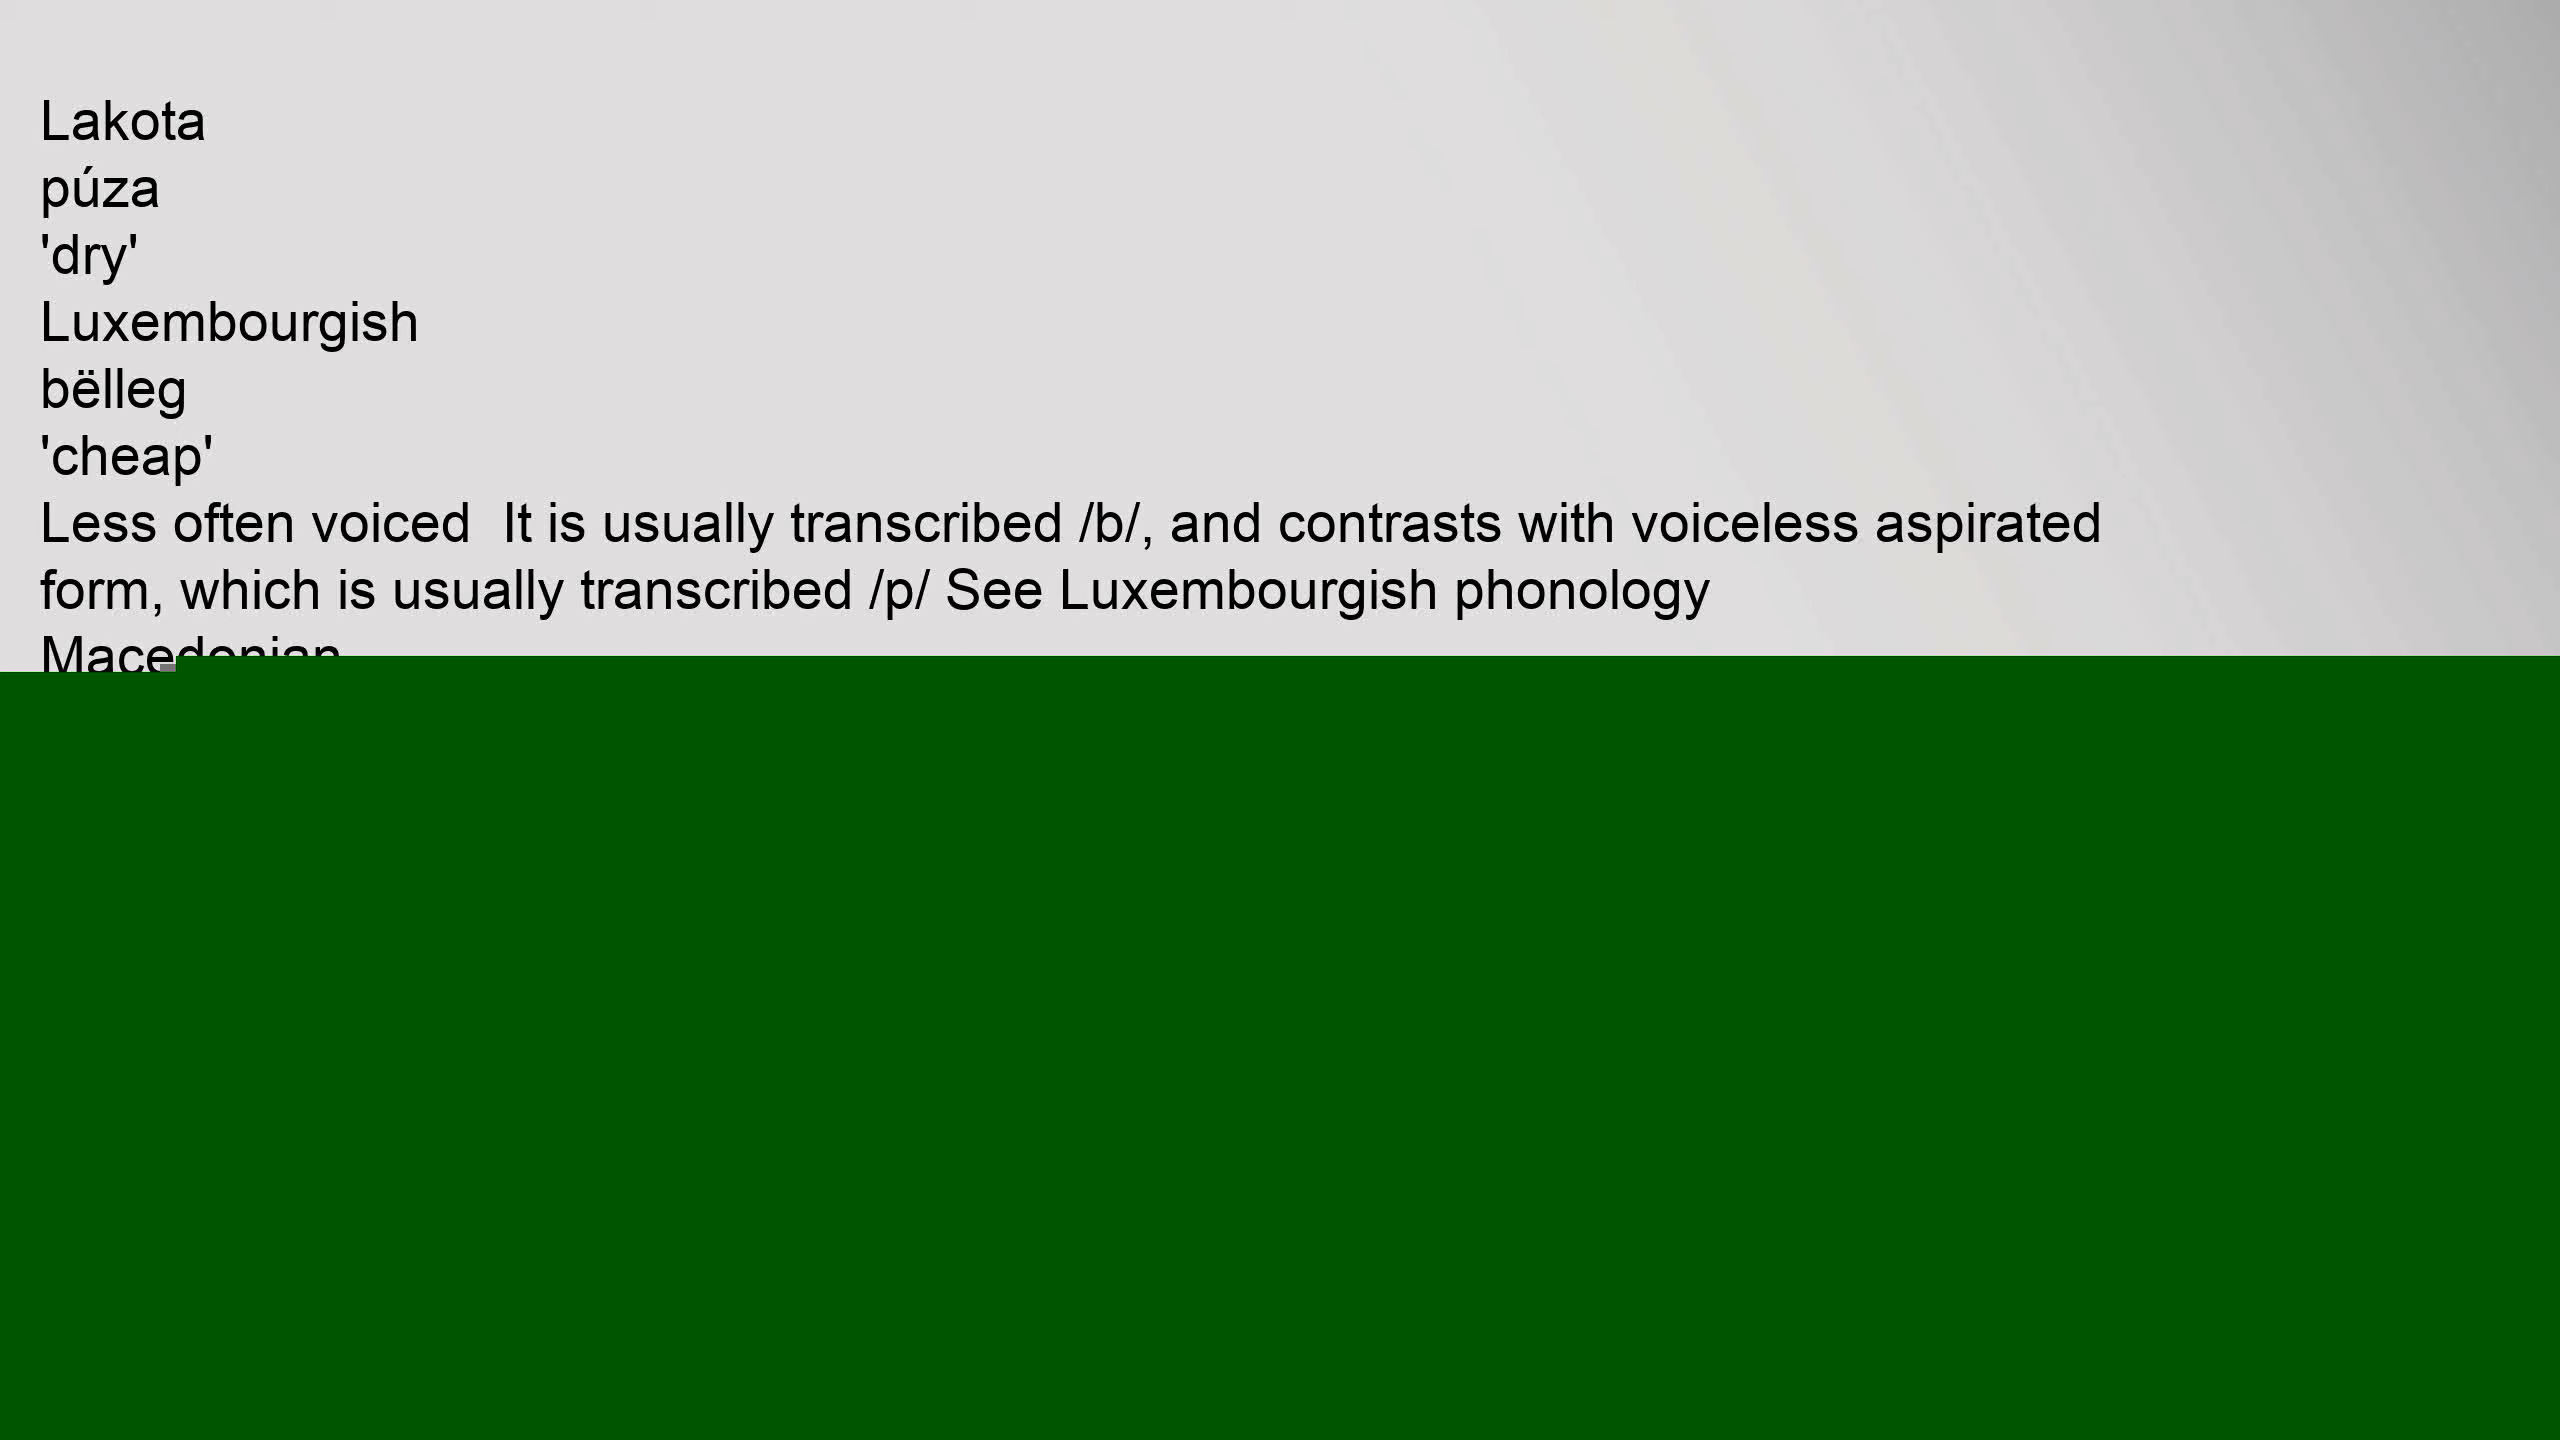 Lakota
púza
'dry'
Luxembourgish
bëlleg
'cheap'
Less often voiced  It is usually transcribed /b/, and contrasts with voiceless aspirated
form, which is usually transcribed /p/ See Luxembourgish phonology
Macedonian